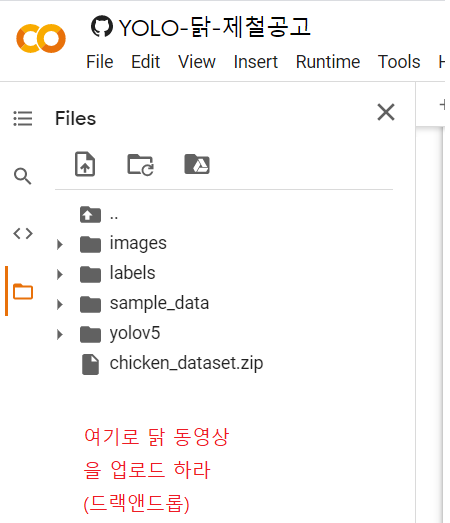 YOLO-닭-제철공고
File Edit View Insert Runtime Tools
Files
..
images
labels
sample_data
yolov5
chicken_dataset.zip
여기로 닭 동영상
을 업로드 하라
(드랙앤드롭)